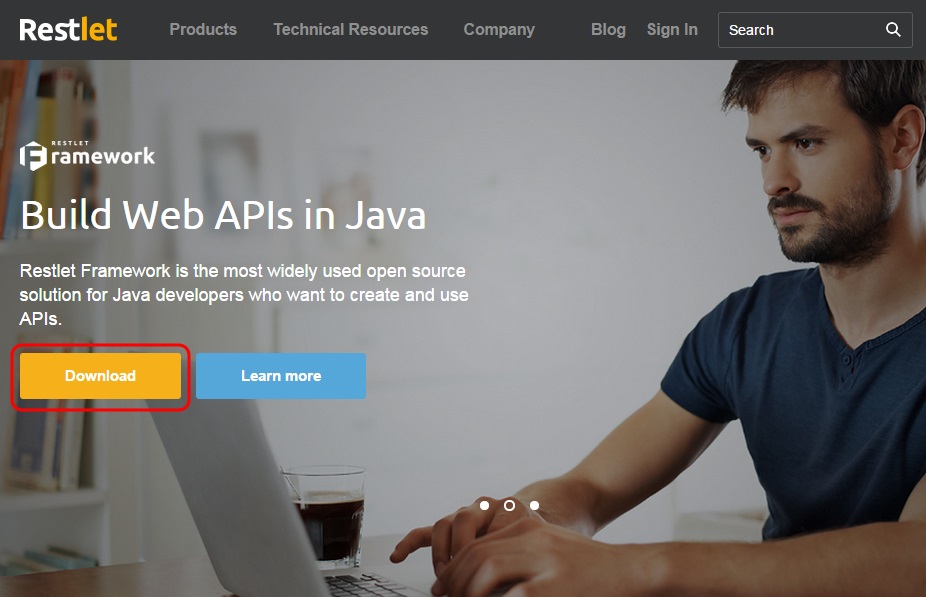 Restlet
Products
Technical Resources
Company
Blog
Sign In
Search
RESTLET
Framework
Build Web APIs in Java
Restlet Framework is the most widely used open source
solution for Java developers who want to create and use
APIs.
Download
Learn more